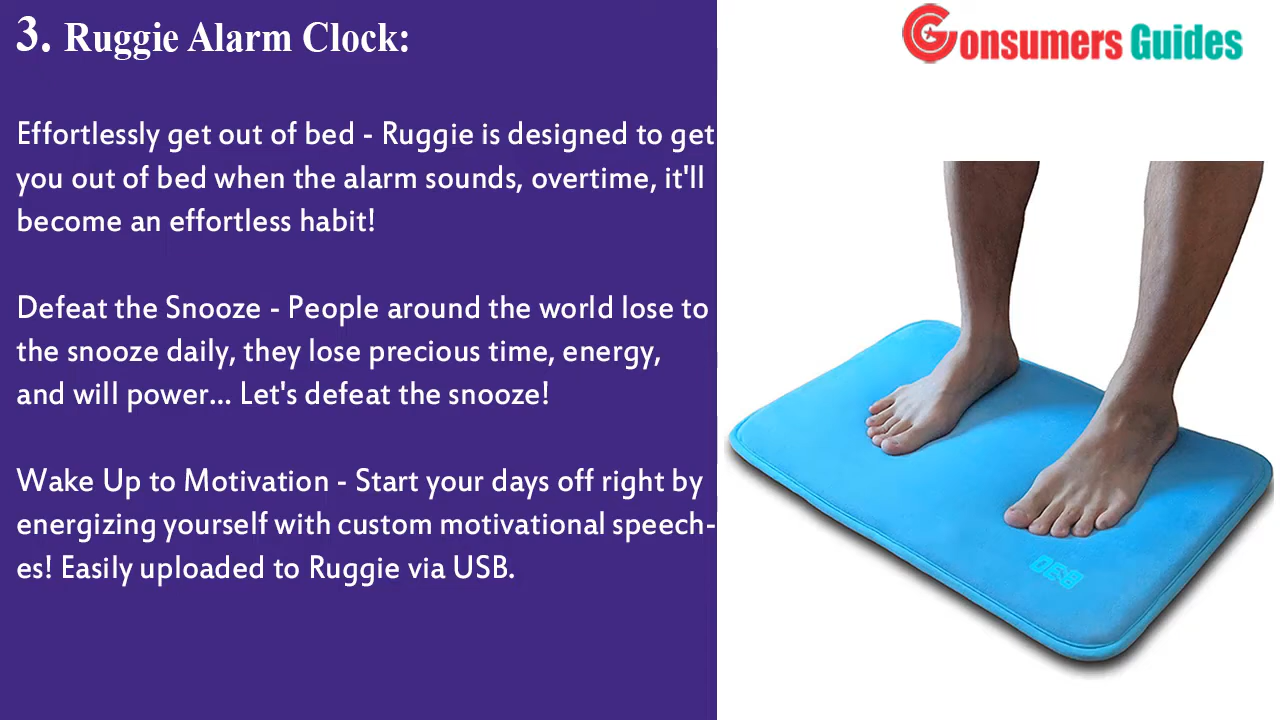 3. Ruggie Alarm Clock:
Consumers Guides
Effortlessly get out of bed - Ruggie is designed to get
you out of bed when the alarm sounds, overtime, it'll
become an effortless habit!
Defeat the Snooze - People around the world lose to
the snooze daily, they lose precious time, energy,
and will power... Let's defeat the snooze!
Wake Up to Motivation - Start your days off right by
energizing yourself with custom motivational speech-
es! Easily uploaded to Ruggie via USB.